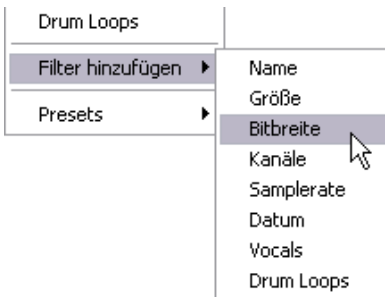 Drum Loops
Filter hinzufügen
Presets
Name
Größe
Bitbreite
Kanäle
Samplerate
Datum
Vocals
Drum Loops